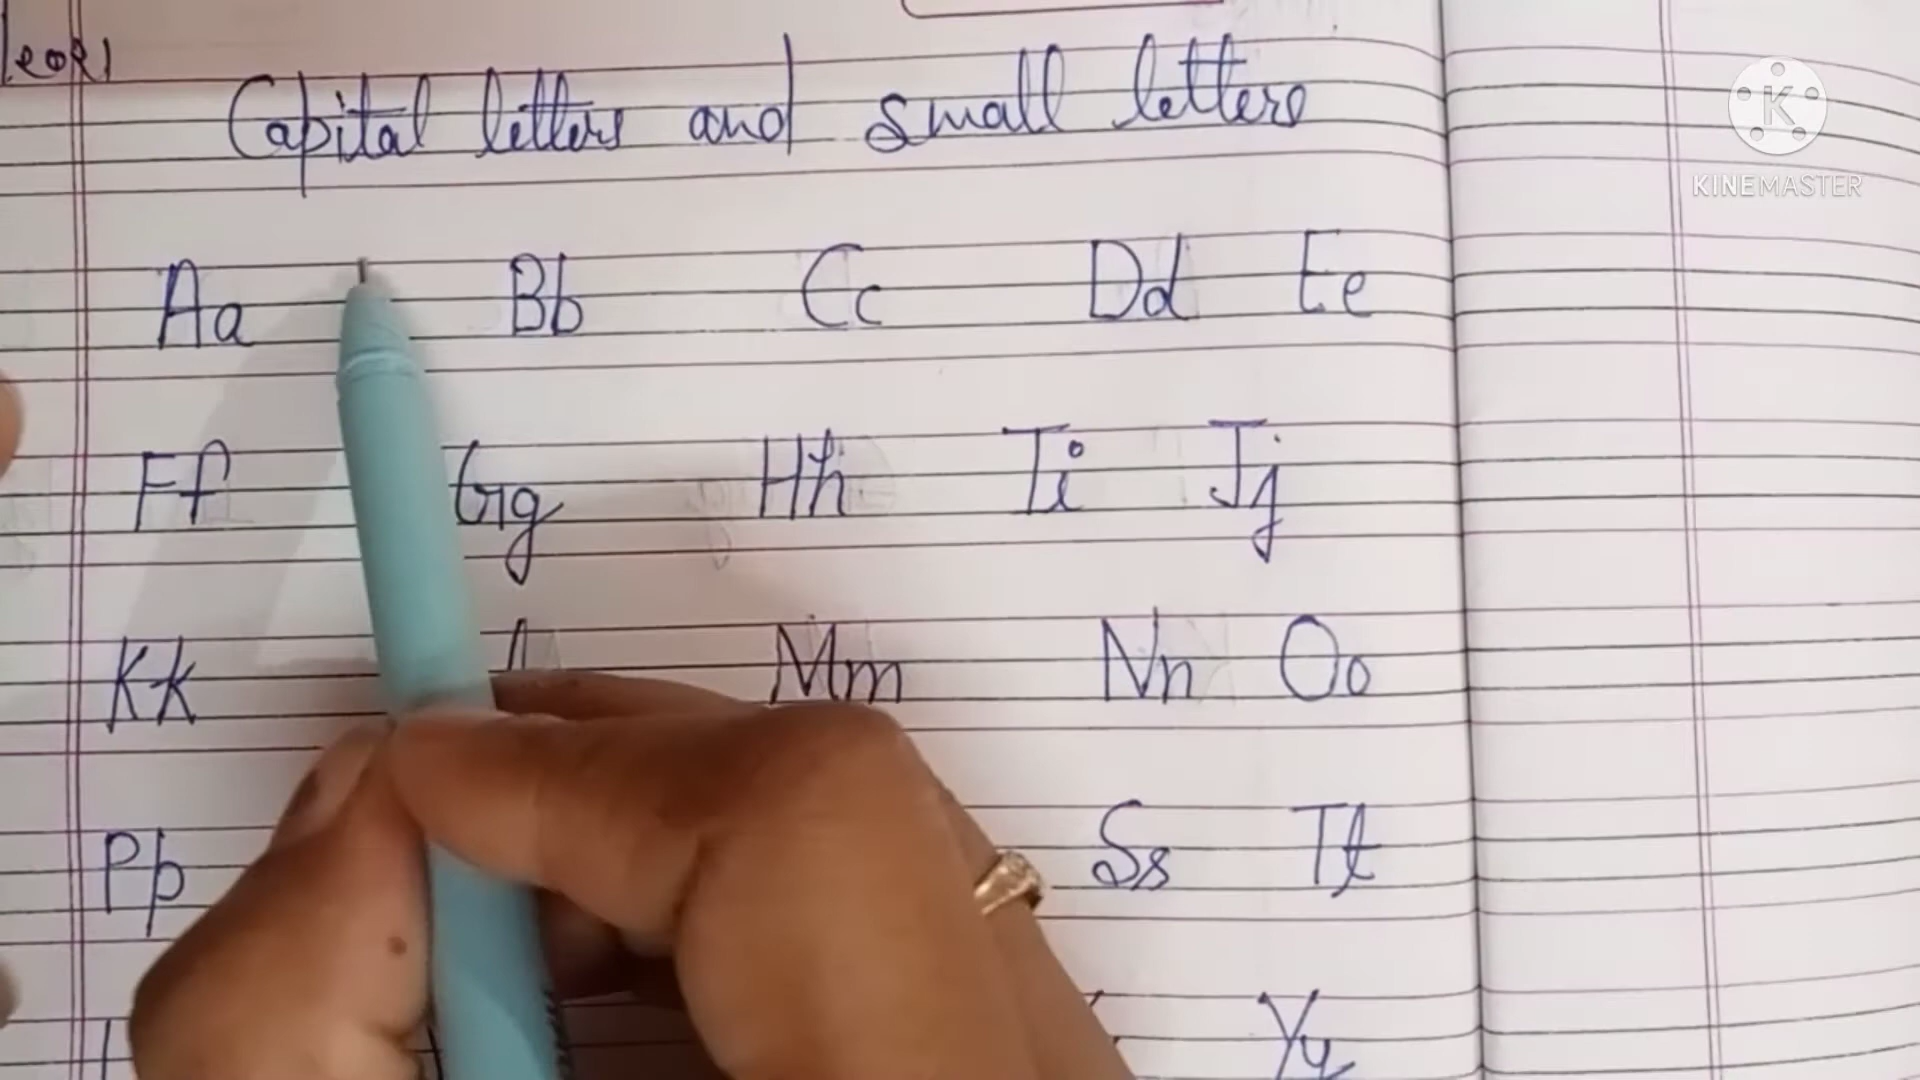 2021
Capital letters and small letters
KINEMASTER
Aa Bb Cc Dd Ee
Ff Gg Hh Ii Jj
Kk Mm Nn Oo
Pp Ss Tt
Yy